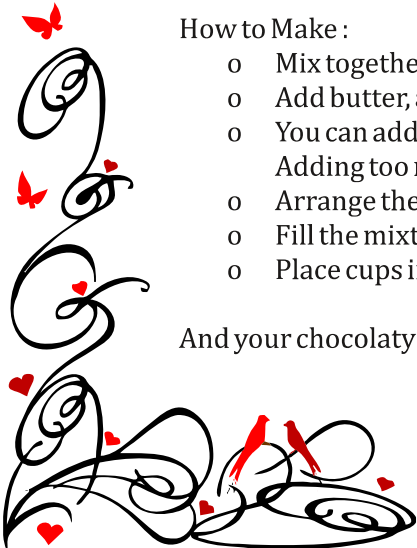 How to Make :
o Mix togethe
o Add butter, a
o You can add
Adding too
o Arrange the
o Fill the mixt
o Place cups i
And your chocolaty